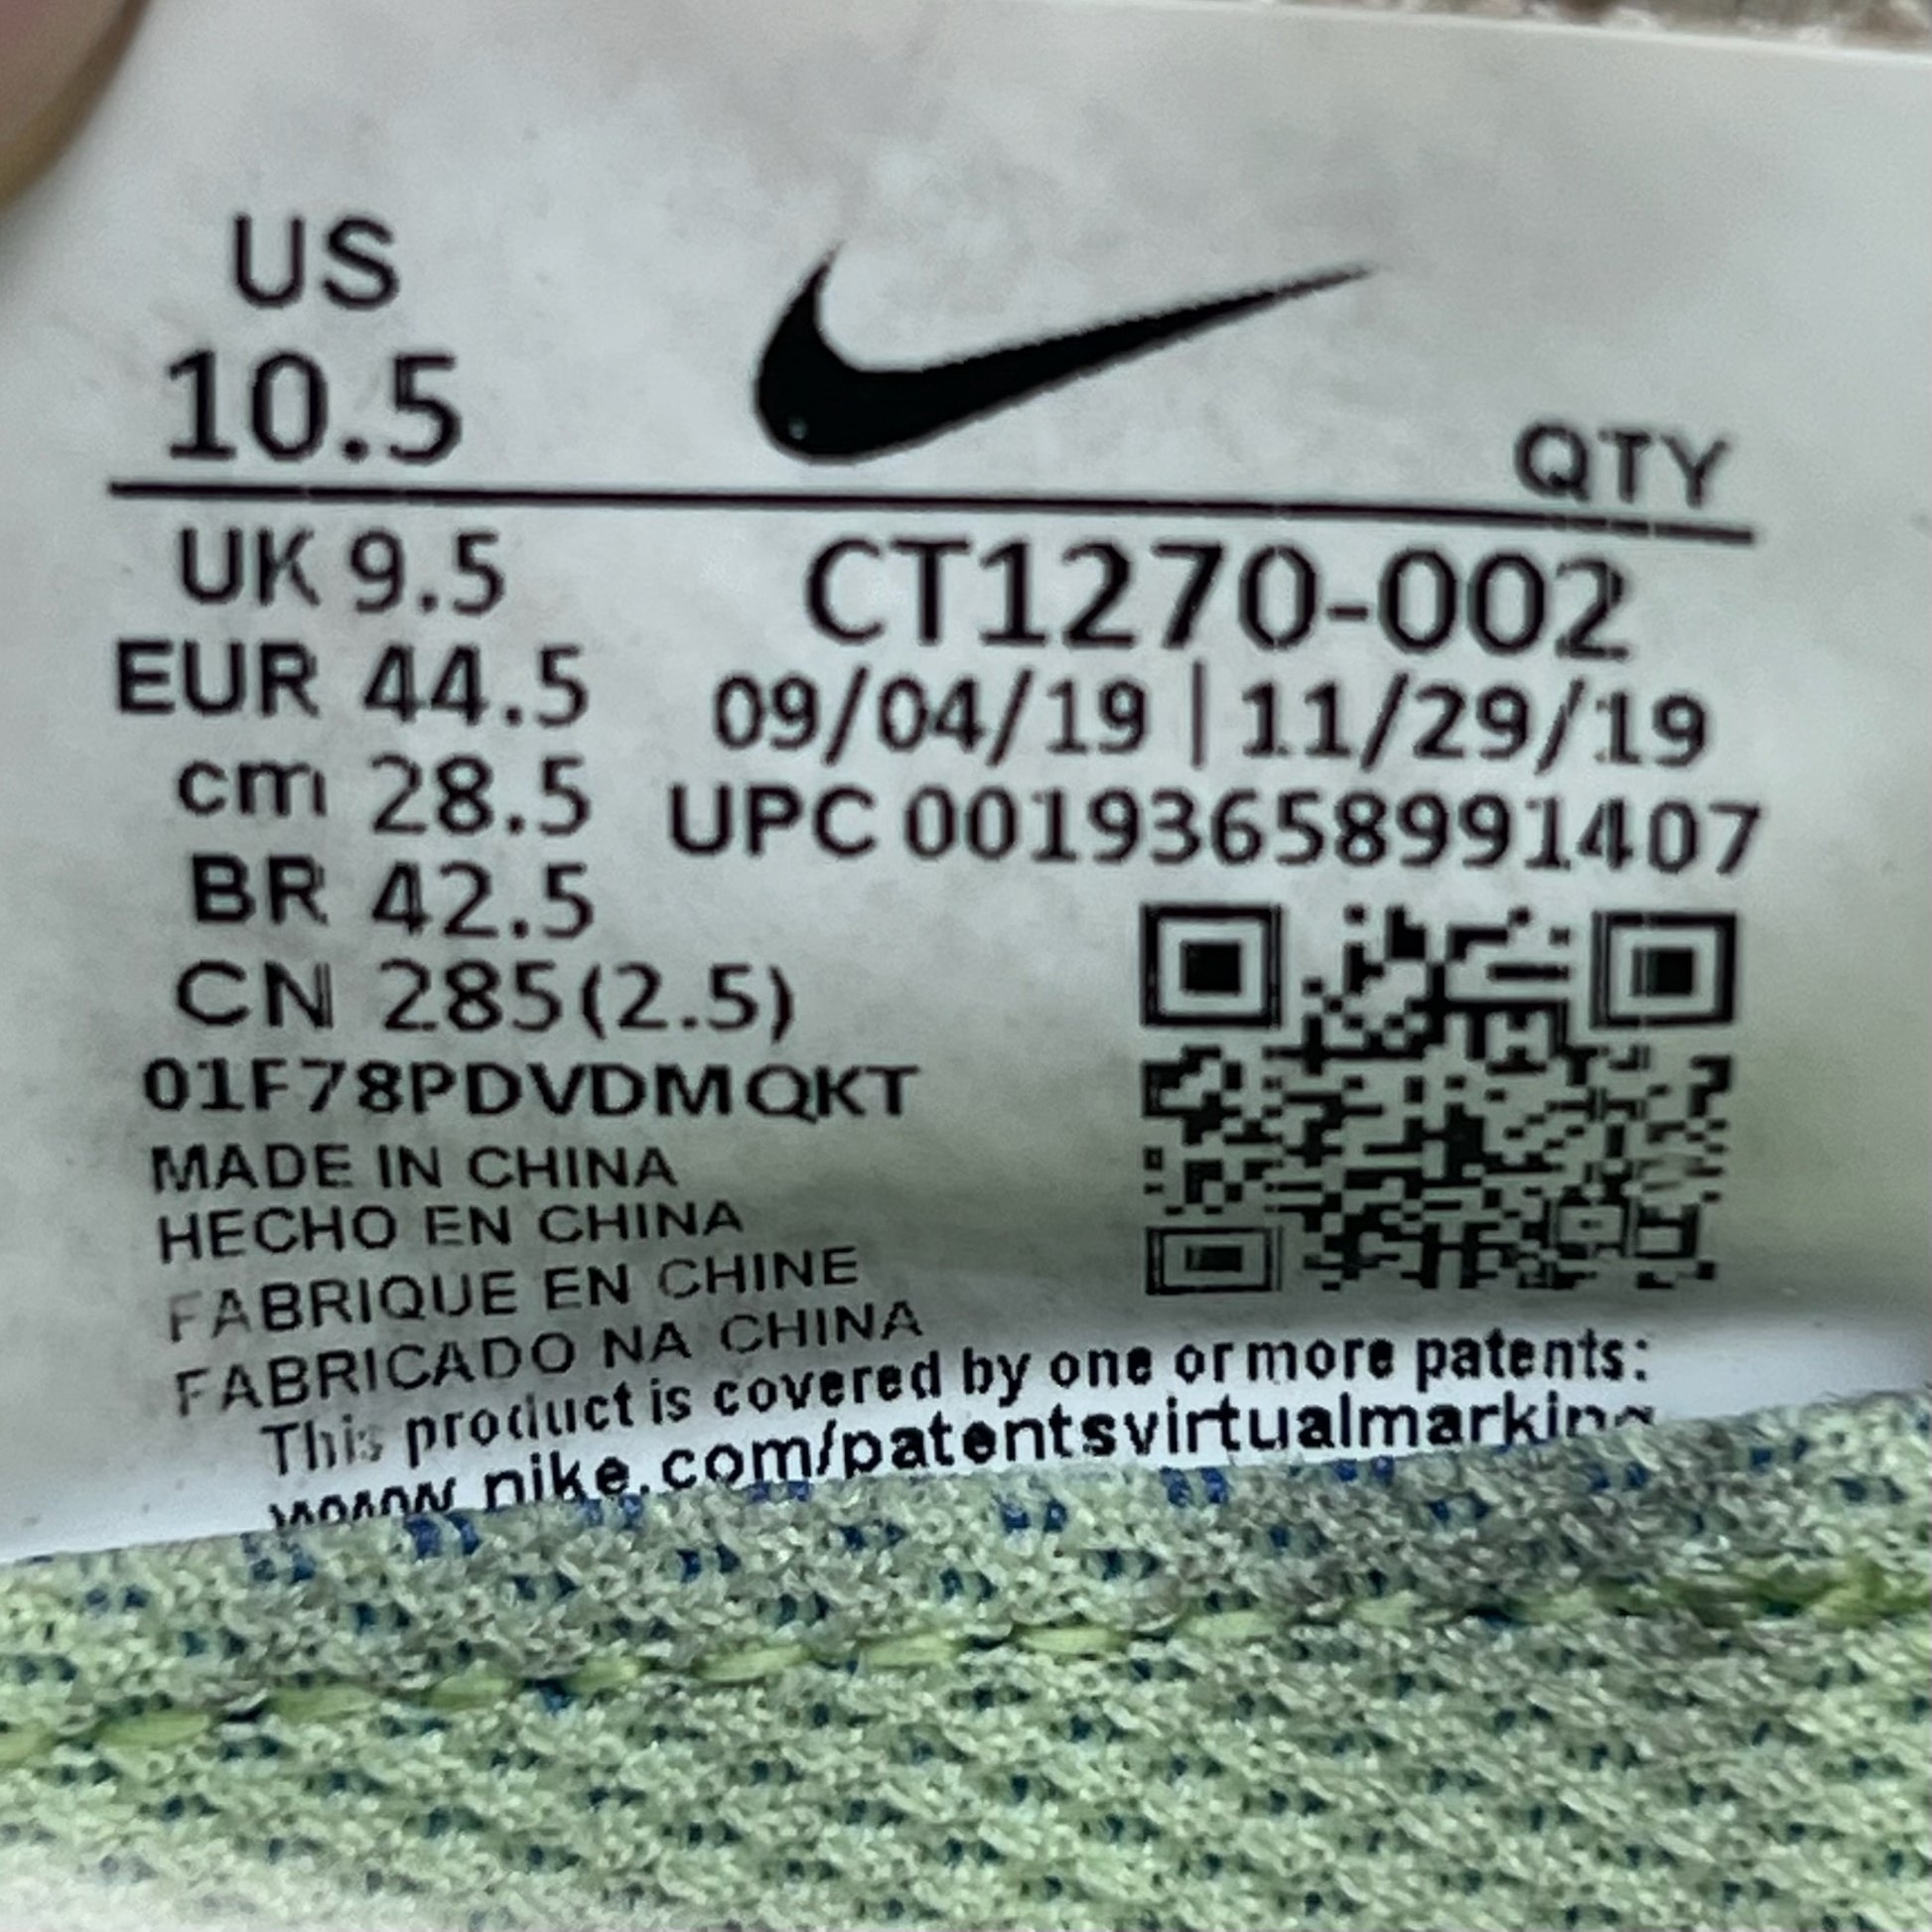 US
10.5
QTY
UK 9.5
EUR 44.5
cm 28.5
BR 42.5
CN 285(2.5)
CT1270-002
09/04/19 | 11/29/19
UPC 00193658991407
01F78PDVDMQKT
MADE IN CHINA
HECHO EN CHINA
FABRIQUE EN CHINE
FABRICADO NA CHINA
This product is covered by one or more patents:
www.nike.com/patentsvirtualmarking